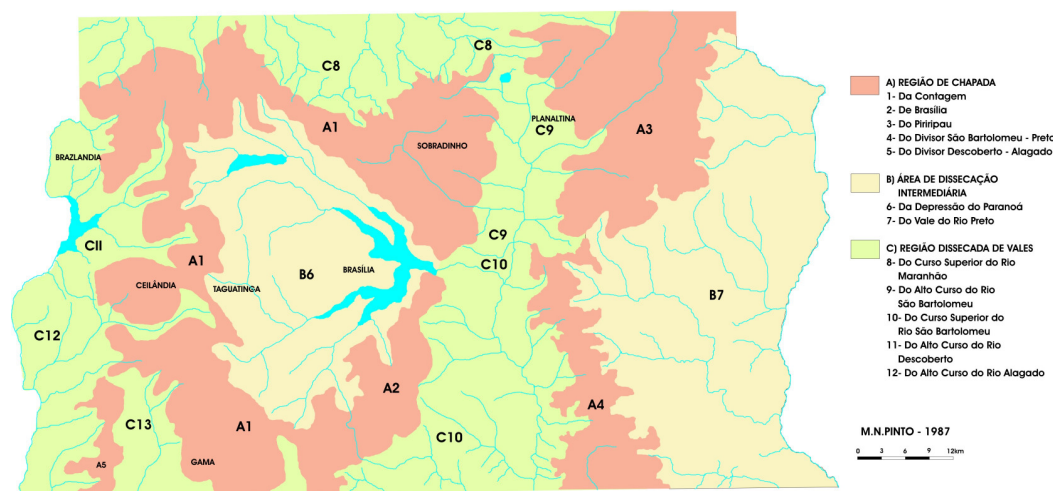 C8
C8
A1
PLANALTINA
C9
A3
SOBRADINHO
BRAZLANDIA
C9
CII
A1
C10
B6
BRASÍLIA
CEILÂNDIA
TAGUATINGA
B7
C12
A2
A4
C13
A1
C10
A5
GAMA
A) REGIÃO DE CHAPADA
1- Da Contagem
2- De Brasília
3- Do Piriripau
4- Do Divisor São Bartolomeu - Preto
5- Do Divisor Descoberto - Alagado
B) ÁREA DE DISSECAÇÃO
INTERMEDIÁRIA
6- Da Depressão do Paranoá
7- Do Vale do Rio Preto
C) REGIÃO DISSECADA DE VALES
8- Do Curso Superior do Rio
Maranhão
9- Do Alto Curso do Rio
São Bartolomeu
10- Do Curso Superior do
Rio São Bartolomeu
11- Do Alto Curso do Rio
Descoberto
12- Do Alto Curso do Rio Alagado
M.N.PINTO - 1987
0 3 6 9 12km